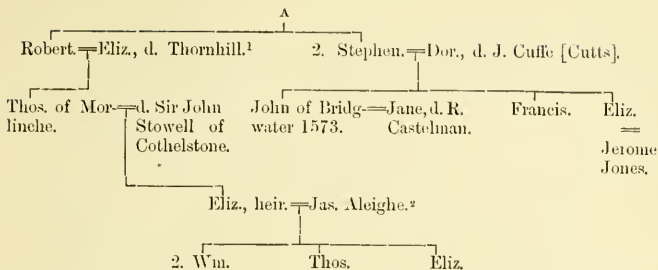 A
Robert. Eliz., d. Thornhill.¹ 2. Stephen. Dor., d. J. Cuffe [Cutts].
Thos. of Mor- d. Sir John John of Bridg- Jane, d. R. Francis. Eliz.
linche. Stowell of water 1573. Castelman.
Cothelstone. Jerome
Jones.
Eliz., heir. Jas. Aleighe.²
2. Wm. Thos. Eliz.